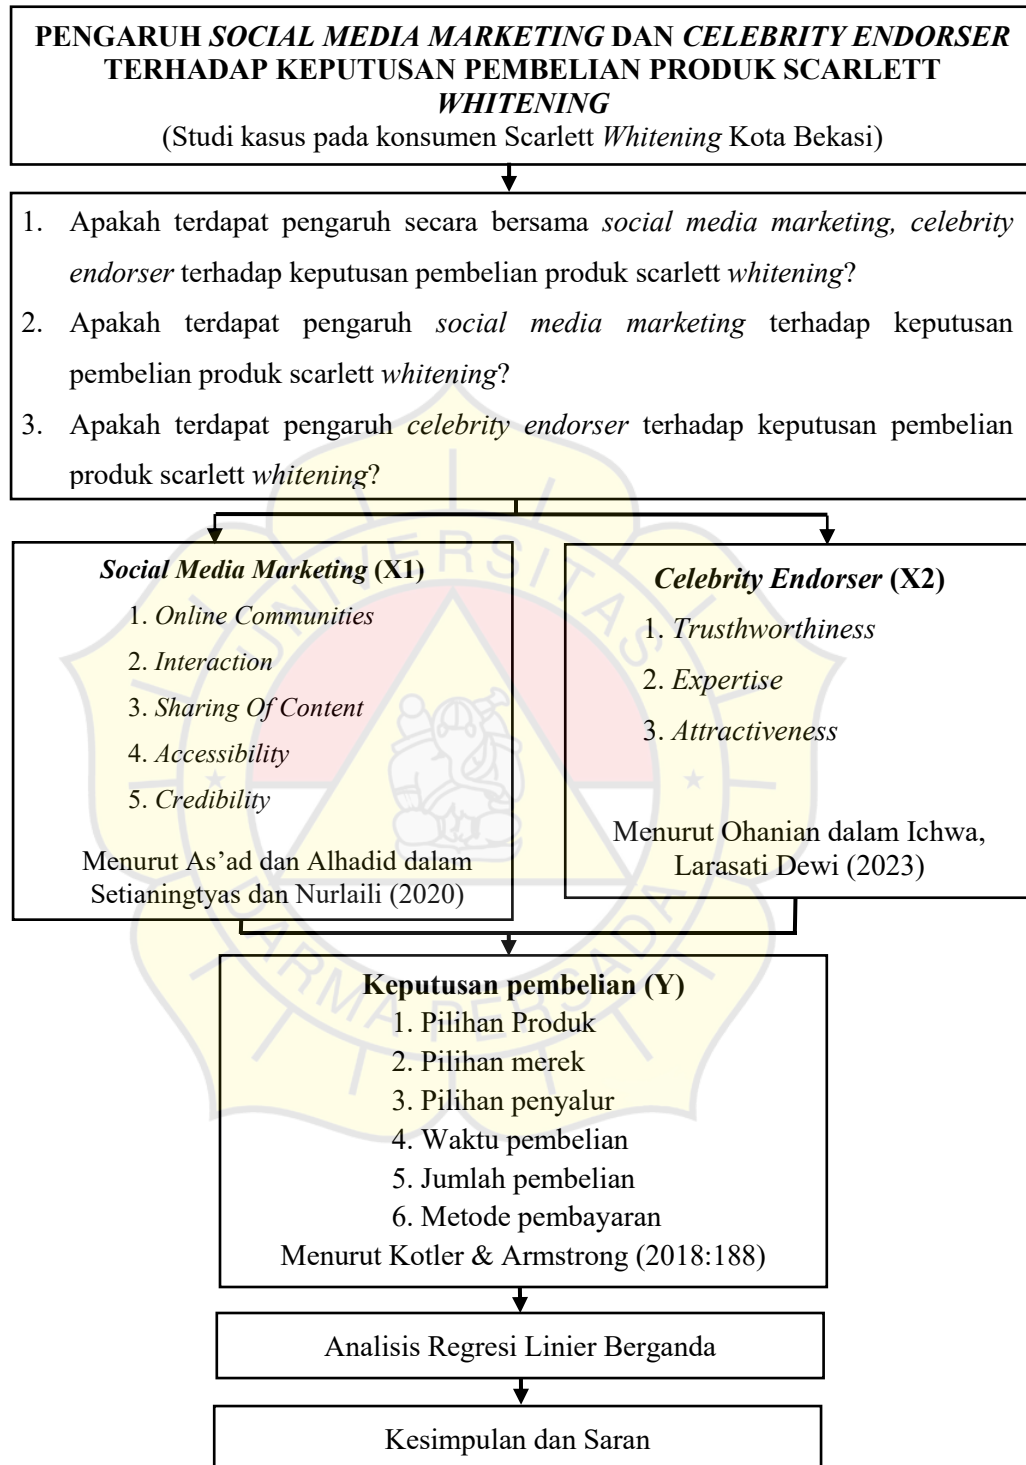 PENGARUH SOCIAL MEDIA MARKETING DAN CELEBRITY ENDORSER
TERHADAP KEPUTUSAN PEMBELIAN PRODUK SCARLETT
WHITENING
(Studi kasus pada konsumen Scarlett Whitening Kota Bekasi)
1. Apakah terdapat pengaruh secara bersama social media marketing, celebrity
endorser terhadap keputusan pembelian produk scarlett whitening?
2. Apakah terdapat pengaruh social media marketing terhadap keputusan
pembelian produk scarlett whitening?
3. Apakah terdapat pengaruh celebrity endorser terhadap keputusan pembelian
produk scarlett whitening?
Social Media Marketing (X1)
1. Online Communities
2. Interaction
3. Sharing Of Content
4. Accessibility
5. Credibility
Menurut As’ad dan Alhadid dalam
Setianingtyas dan Nurlaili (2020)
Celebrity Endorser (X2)
1. Trusthworthiness
2. Expertise
3. Attractiveness
Menurut Ohanian dalam Ichwa,
Larasati Dewi (2023)
Keputusan pembelian (Y)
1. Pilihan Produk
2. Pilihan merek
3. Pilihan penyalur
4. Waktu pembelian
5. Jumlah pembelian
6. Metode pembayaran
Menurut Kotler & Armstrong (2018:188)
Analisis Regresi Linier Berganda
Kesimpulan dan Saran
UNIVERSITAS
DARMA PERSADA